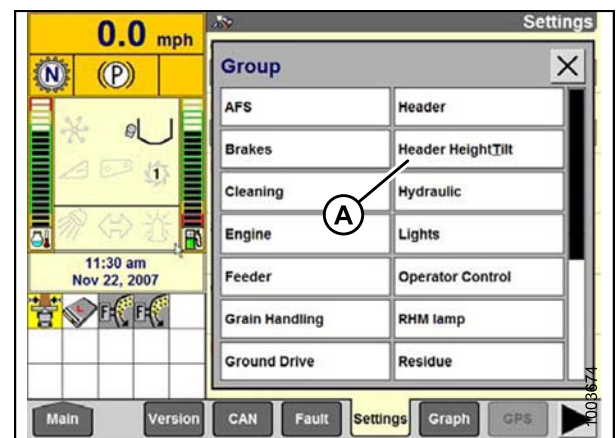 0.0 mph
Settings
N
(P)
Group
X
AFS
Header
Brakes
Header HeightTilt
Cleaning
Hydraulic
A
Engine
Lights
Feeder
Operator Control
Grain Handling
RHM lamp
Ground Drive
Residue
1
11:30 am
Nov 22, 2007
F
F
Main
Version
CAN
Fault
Settings
Graph
GPS
1003674